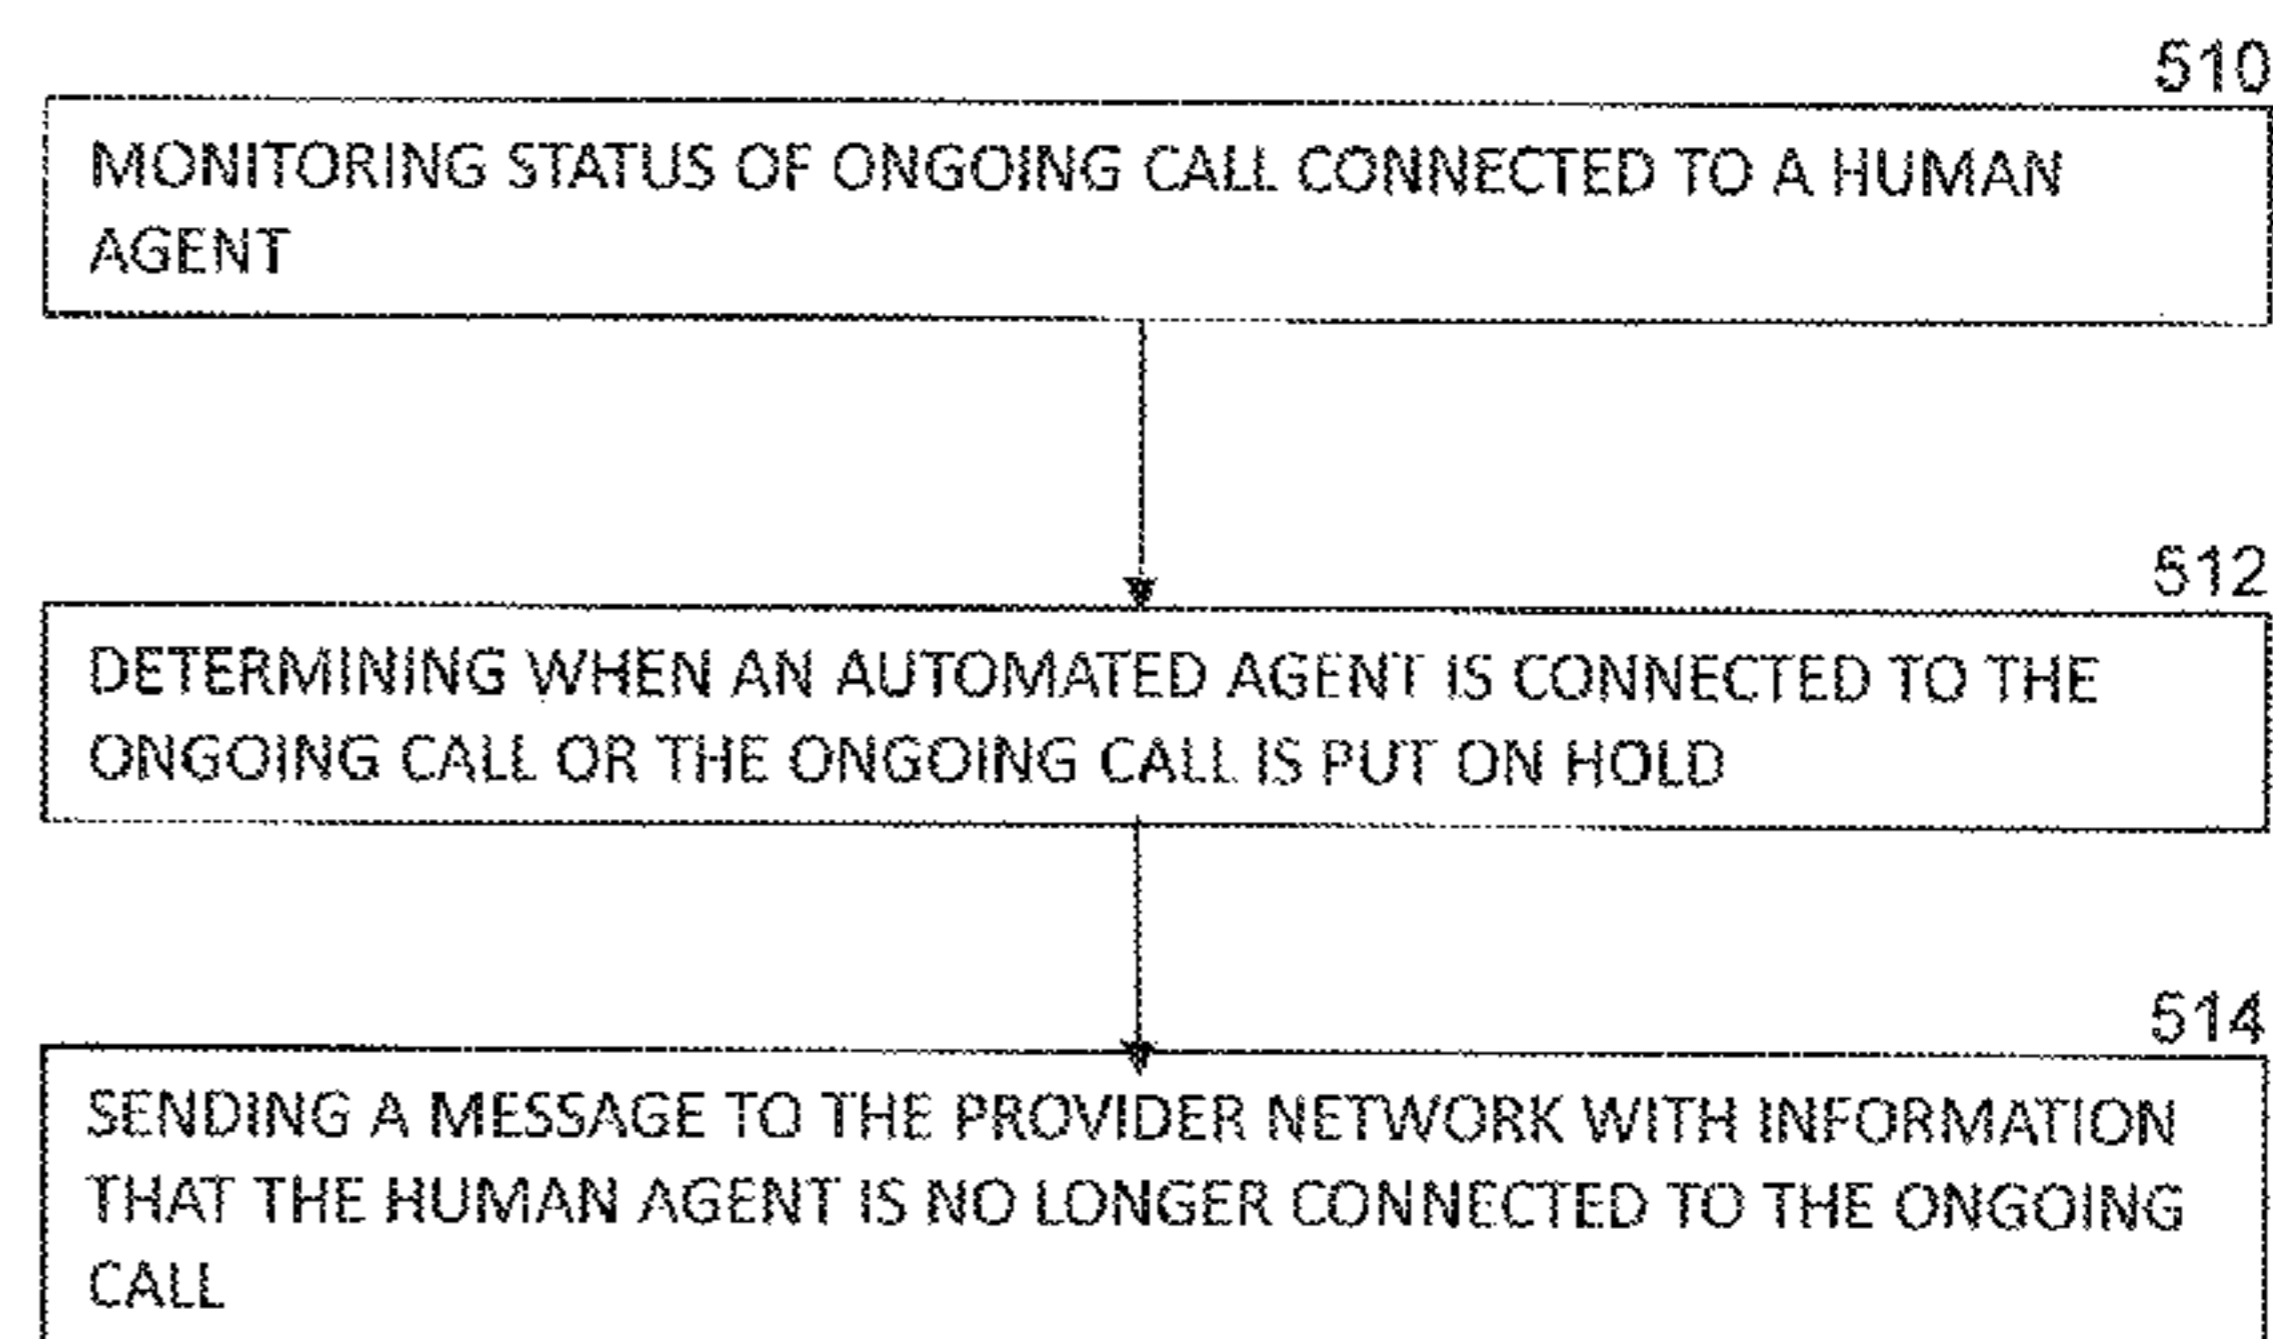 510
MONITORING STATUS OF ONGOING CALL CONNECTED TO A HUMAN
AGENT
512
DETERMINING WHEN AN AUTOMATED AGENT IS CONNECTED TO THE
ONGOING CALL OR THE ONGOING CALL IS PUT ON HOLD
514
SENDING A MESSAGE TO THE PROVIDER NETWORK WITH INFORMATION
THAT THE HUMAN AGENT IS NO LONGER CONNECTED TO THE ONGOING
CALL